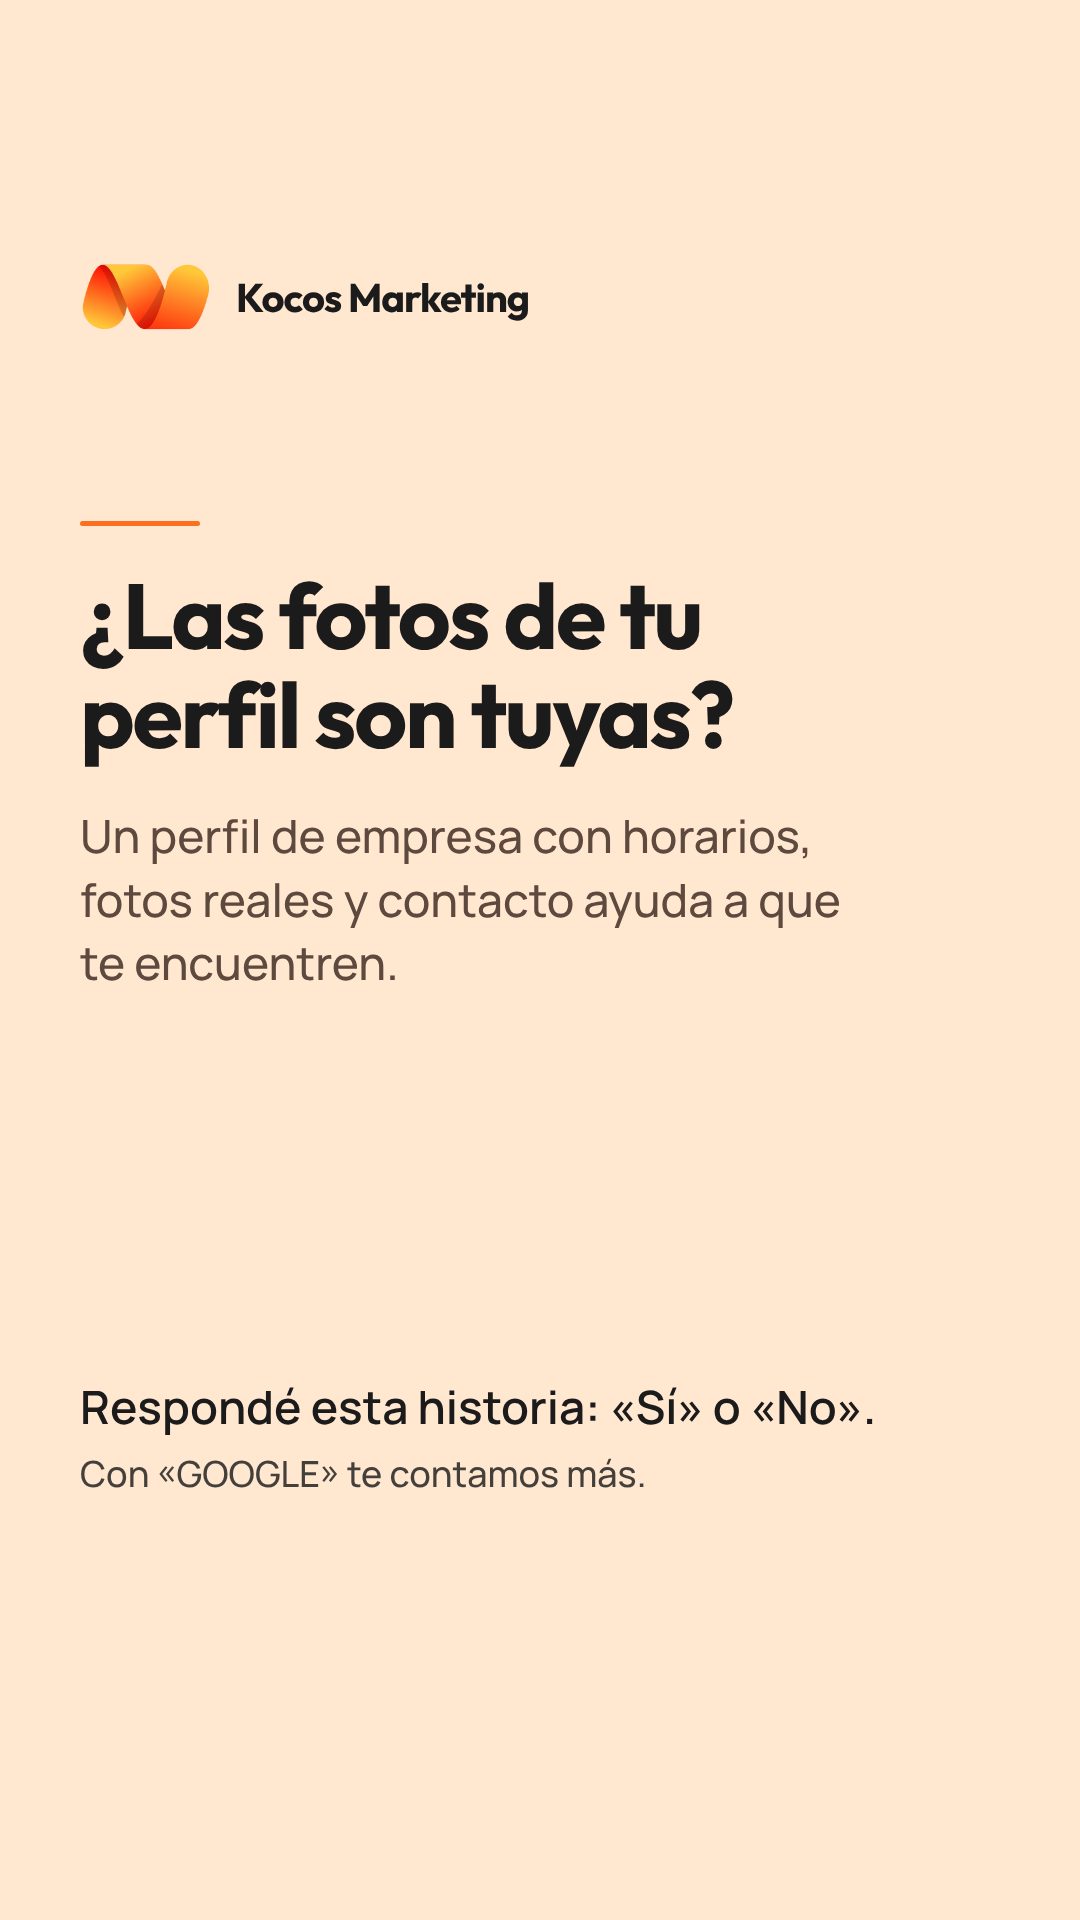 Kocos Marketing
¿Las fotos de tu
perfil son tuyas?
Un perfil de empresa con horarios,
fotos reales y contacto ayuda a que
te encuentren.
Respondé esta historia: «Sí» o «No».
Con «GOOGLE» te contamos más.